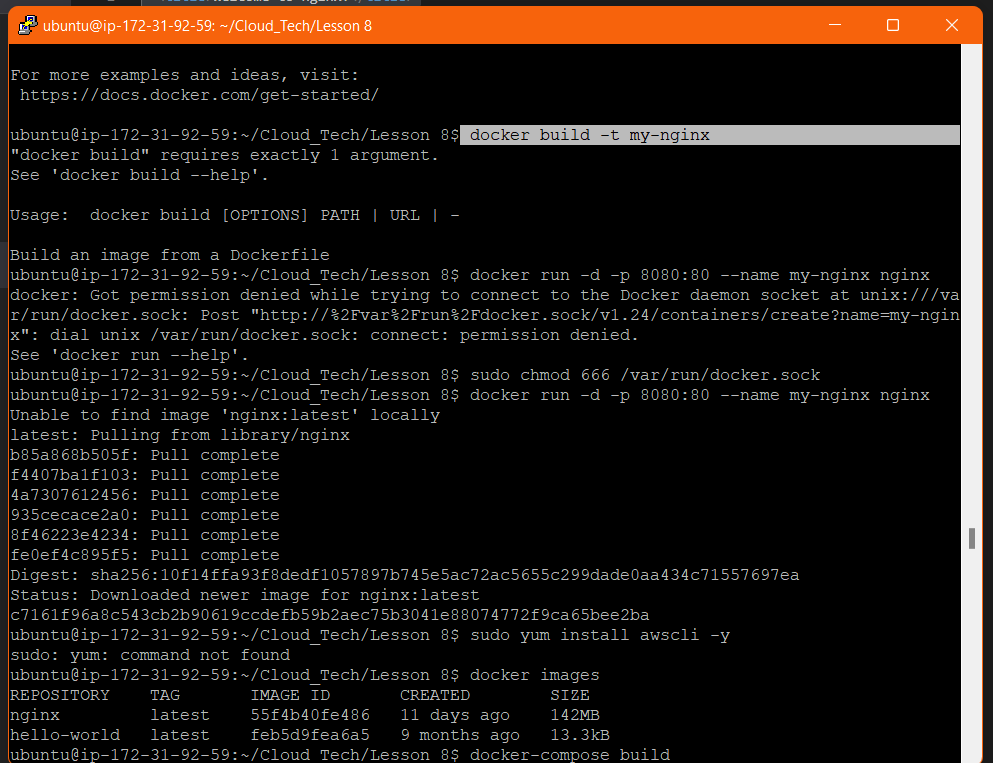 ubuntu@ip-172-31-92-59: ~/Cloud_Tech/Lesson 8
For more examples and ideas, visit:
 https://docs.docker.com/get-started/
ubuntu@ip-172-31-92-59:~/Cloud_Tech/Lesson 8$ docker build -t my-nginx
"docker build" requires exactly 1 argument.
See 'docker build --help'.
Usage:  docker build [OPTIONS] PATH | URL | -
Build an image from a Dockerfile
ubuntu@ip-172-31-92-59:~/Cloud_Tech/Lesson 8$ docker run -d -p 8080:80 --name my-nginx nginx
docker: Got permission denied while trying to connect to the Docker daemon socket at unix:///va
r/run/docker.sock: Post "http://%2Fvar%2Frun%2Fdocker.sock/v1.24/containers/create?name=my-ngin
x": dial unix /var/run/docker.sock: connect: permission denied.
See 'docker run --help'.
ubuntu@ip-172-31-92-59:~/Cloud_Tech/Lesson 8$ sudo chmod 666 /var/run/docker.sock
ubuntu@ip-172-31-92-59:~/Cloud_Tech/Lesson 8$ docker run -d -p 8080:80 --name my-nginx nginx
Unable to find image 'nginx:latest' locally
latest: Pulling from library/nginx
b85a868b505f: Pull complete
f4407ba1f103: Pull complete
4a7307612456: Pull complete
935cecace2a0: Pull complete
8f46223e4234: Pull complete
fe0ef4c895f5: Pull complete
Digest: sha256:10f14ffa93f8dedf1057897b745e5ac72ac5655c299dade0aa434c71557697ea
Status: Downloaded newer image for nginx:latest
c7161f96a8c543cb2b90619ccdefb59b2aec75b3041e88074772f9ca65bee2ba
ubuntu@ip-172-31-92-59:~/Cloud_Tech/Lesson 8$ sudo yum install awscli -y
sudo: yum: command not found
ubuntu@ip-172-31-92-59:~/Cloud_Tech/Lesson 8$ docker images
REPOSITORY    TAG       IMAGE ID       CREATED        SIZE
nginx         latest    55f4b40fe486   11 days ago    142MB
hello-world   latest    feb5d9fea6a5   9 months ago   13.3kB
ubuntu@ip-172-31-92-59:~/Cloud_Tech/Lesson 8$ docker-compose build